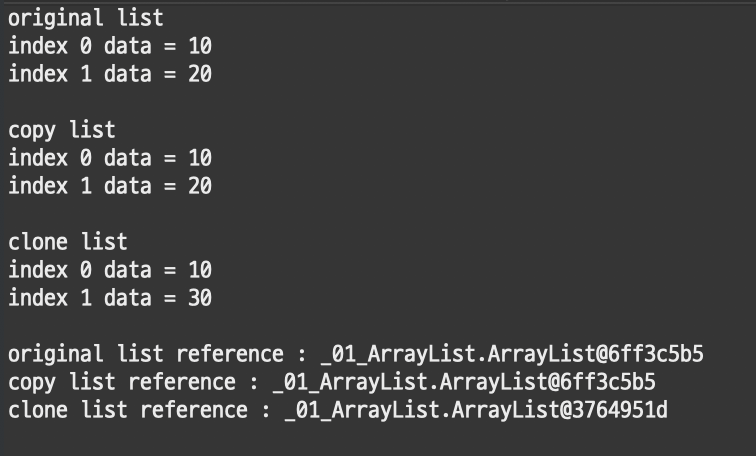 original list
index 0 data = 10
index 1 data = 20
copy list
index 0 data = 10
index 1 data = 20
clone list
index 0 data = 10
index 1 data = 30
original list reference : _01_ArrayList.ArrayList@6ff3c5b5
copy list reference : _01_ArrayList.ArrayList@6ff3c5b5
clone list reference : _01_ArrayList.ArrayList@3764951d